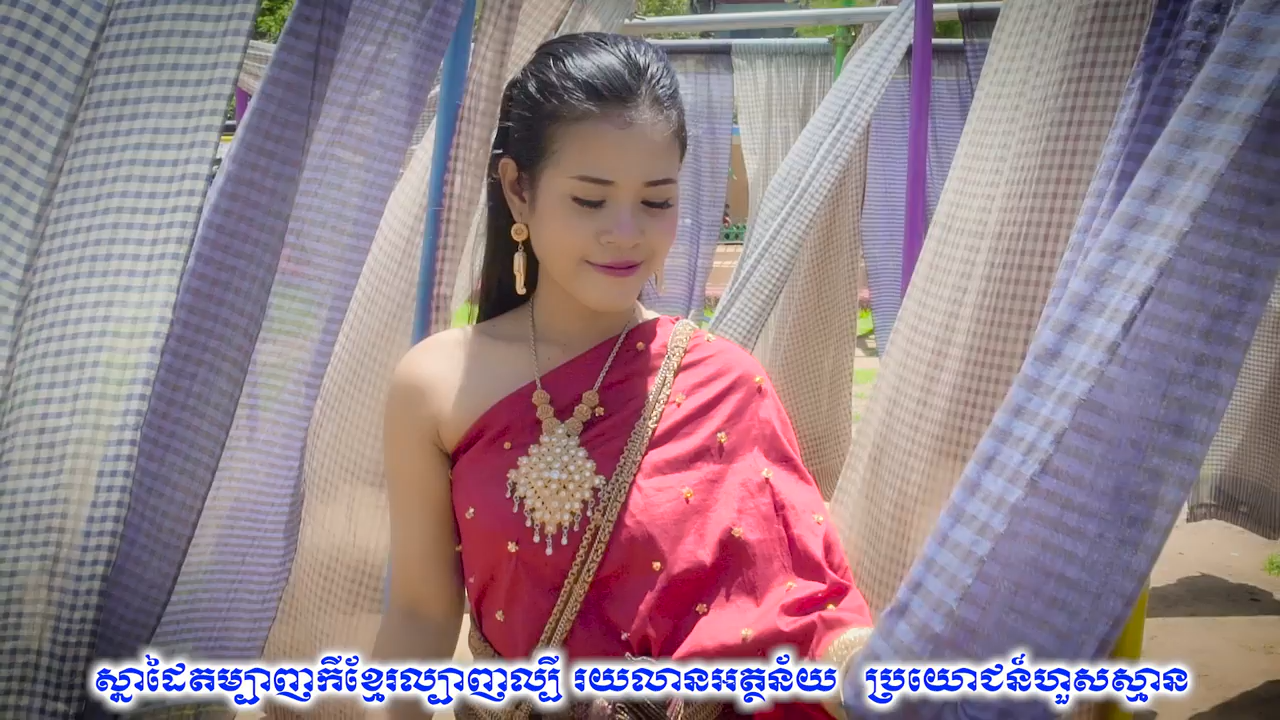 ស្នាដៃតម្បាញកីខ្មែរល្បាញល្បី រយលានអត្ថន័យ ប្រយោជន៍ហួសស្មាន